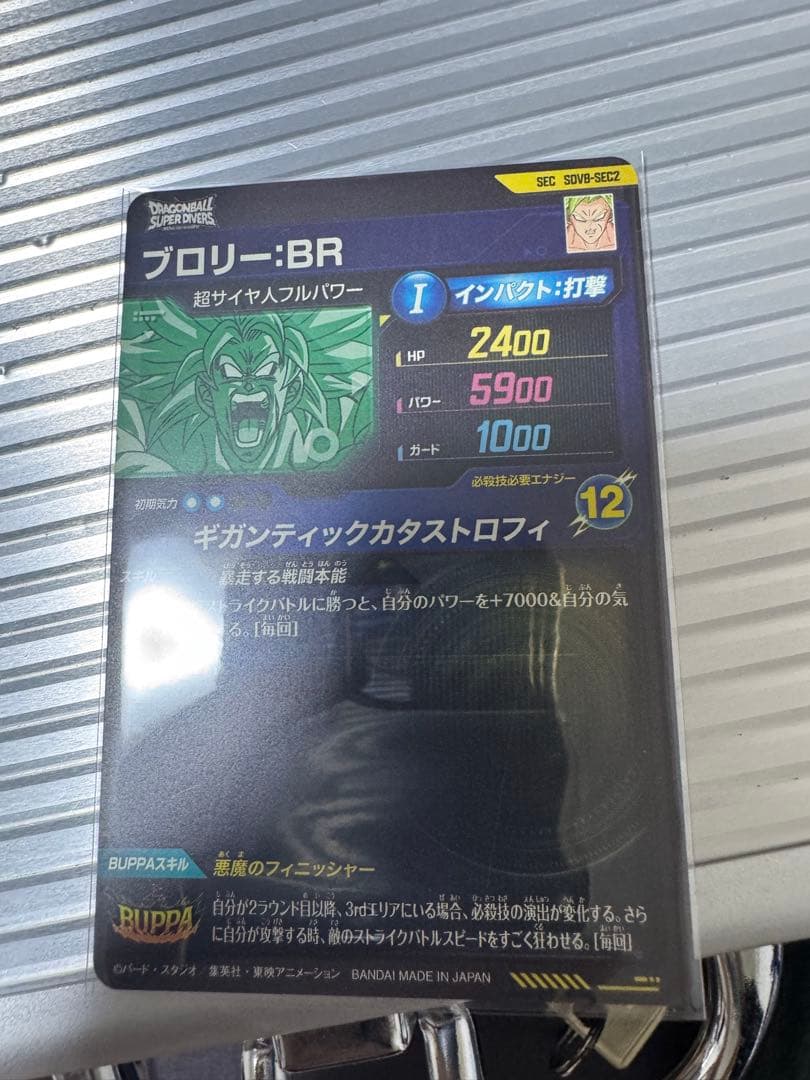 SEC SDVB-SEC2
DRAGONBALL
SUPER DIVERS
ブロリー:BR
超サイヤ人フルパワー
I インパクト:打撃
HP 2400
パワー 5900
ガード 1000
必殺技必要エナジー
12
初期気力
ギガンティックカタストロフィ
スキル 暴走する戦闘本能
ストライクバトルに勝つと、自分のパワーを+7000&自分の気
る。[毎回]
BUPPAスキル 悪魔のフィニッシャー
BUPPA
自分が2ラウンド目以降、3rdエリアにいる場合、必殺技の演出が変化する。さら
に自分が攻撃する時、敵のストライクバトルスピードをすごく狂わせる。[毎回]
©バード・スタジオ/集英社・東映アニメーション BANDAI MADE IN JAPAN